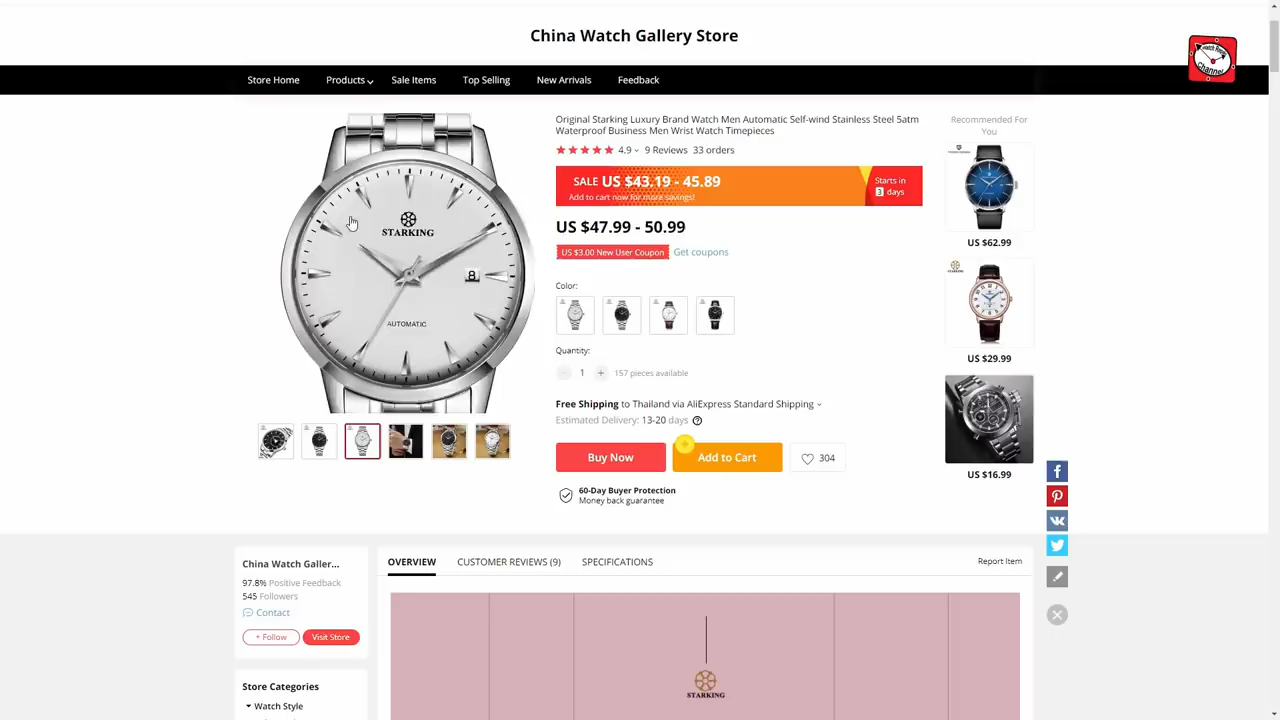 China Watch Gallery Store
Store Home
Products
Sale Items
Top Selling
New Arrivals
Feedback
STARKING
8
AUTOMATIC
Original Starking Luxury Brand Watch Men Automatic Self-wind Stainless Steel 5atm
Waterproof Business Men Wrist Watch Timepieces
4.9 9 Reviews 33 orders
SALE US $43.19 - 45.89
Add to cart now for more savings!
Starts in
3 days
US $47.99 - 50.99
US $3.00 New User Coupon Get coupons
Color:
Quantity:
- 1 + 157 pieces available
Free Shipping to Thailand via AliExpress Standard Shipping
Estimated Delivery: 13-20 days ?
Buy Now
Add to Cart
304
60-Day Buyer Protection
Money back guarantee
Recommended For
You
US $62.99
US $29.99
US $16.99
China Watch Galler...
97.8% Positive Feedback
545 Followers
Contact
+ Follow
Visit Store
Store Categories
Watch Style
OVERVIEW
CUSTOMER REVIEWS (9)
SPECIFICATIONS
Report Item
STARKING